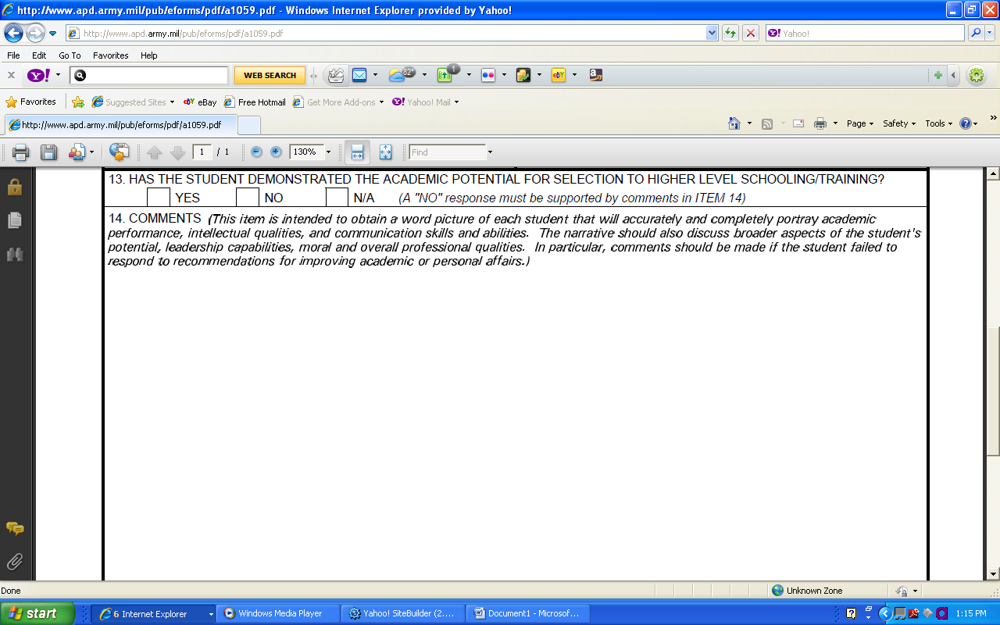 http://www.apd.army.mil/pub/eforms/pdf/a1059.pdf - Windows Internet Explorer provided by Yahoo!
http://www.apd.army.mil/pub/eforms/pdf/a1059.pdf
Yahoo!
File Edit Go To Favorites Help
x Y! WEB SEARCH 82° 1 eBY a
Favorites Suggested Sites eBay Free Hotmail Get More Add-ons Yahoo! Mail
http://www.apd.army.mil/pub/eforms/pdf/a1059.pdf Page Safety Tools »
1 / 1 130% Find
13. HAS THE STUDENT DEMONSTRATED THE ACADEMIC POTENTIAL FOR SELECTION TO HIGHER LEVEL SCHOOLING/TRAINING?
YES NO N/A (A "NO" response must be supported by comments in ITEM 14)
14. COMMENTS (This item is intended to obtain a word picture of each student that will accurately and completely portray academic
performance, intellectual qualities, and communication skills and abilities. The narrative should also discuss broader aspects of the student's
potential, leadership capabilities, moral and overall professional qualities. In particular, comments should be made if the student failed to
respond to recommendations for improving academic or personal affairs.)
Done Unknown Zone
start 6 Internet Explorer Windows Media Player Yahoo! SiteBuilder (2.... Document1 - Microsof... 1:15 PM